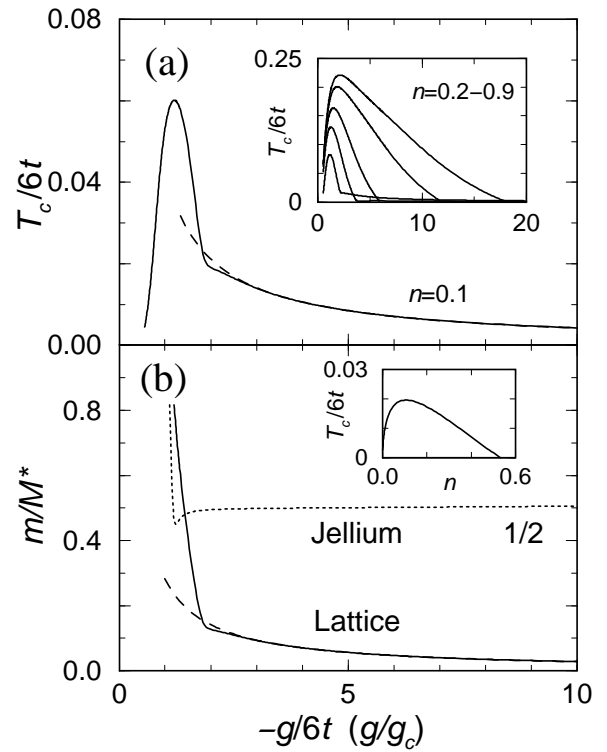 0.08
(a)
0.25
n=0.2−0.9
T_c/6t
0
0 10 20
T_c/6t
0.04
n=0.1
0.00
(b)
0.03
T_c/6t
0
0.0 n 0.6
0.8
m/M*
0.4
Jellium 1/2
Lattice
0.0
0 5 10
−g/6t (g/g_c)